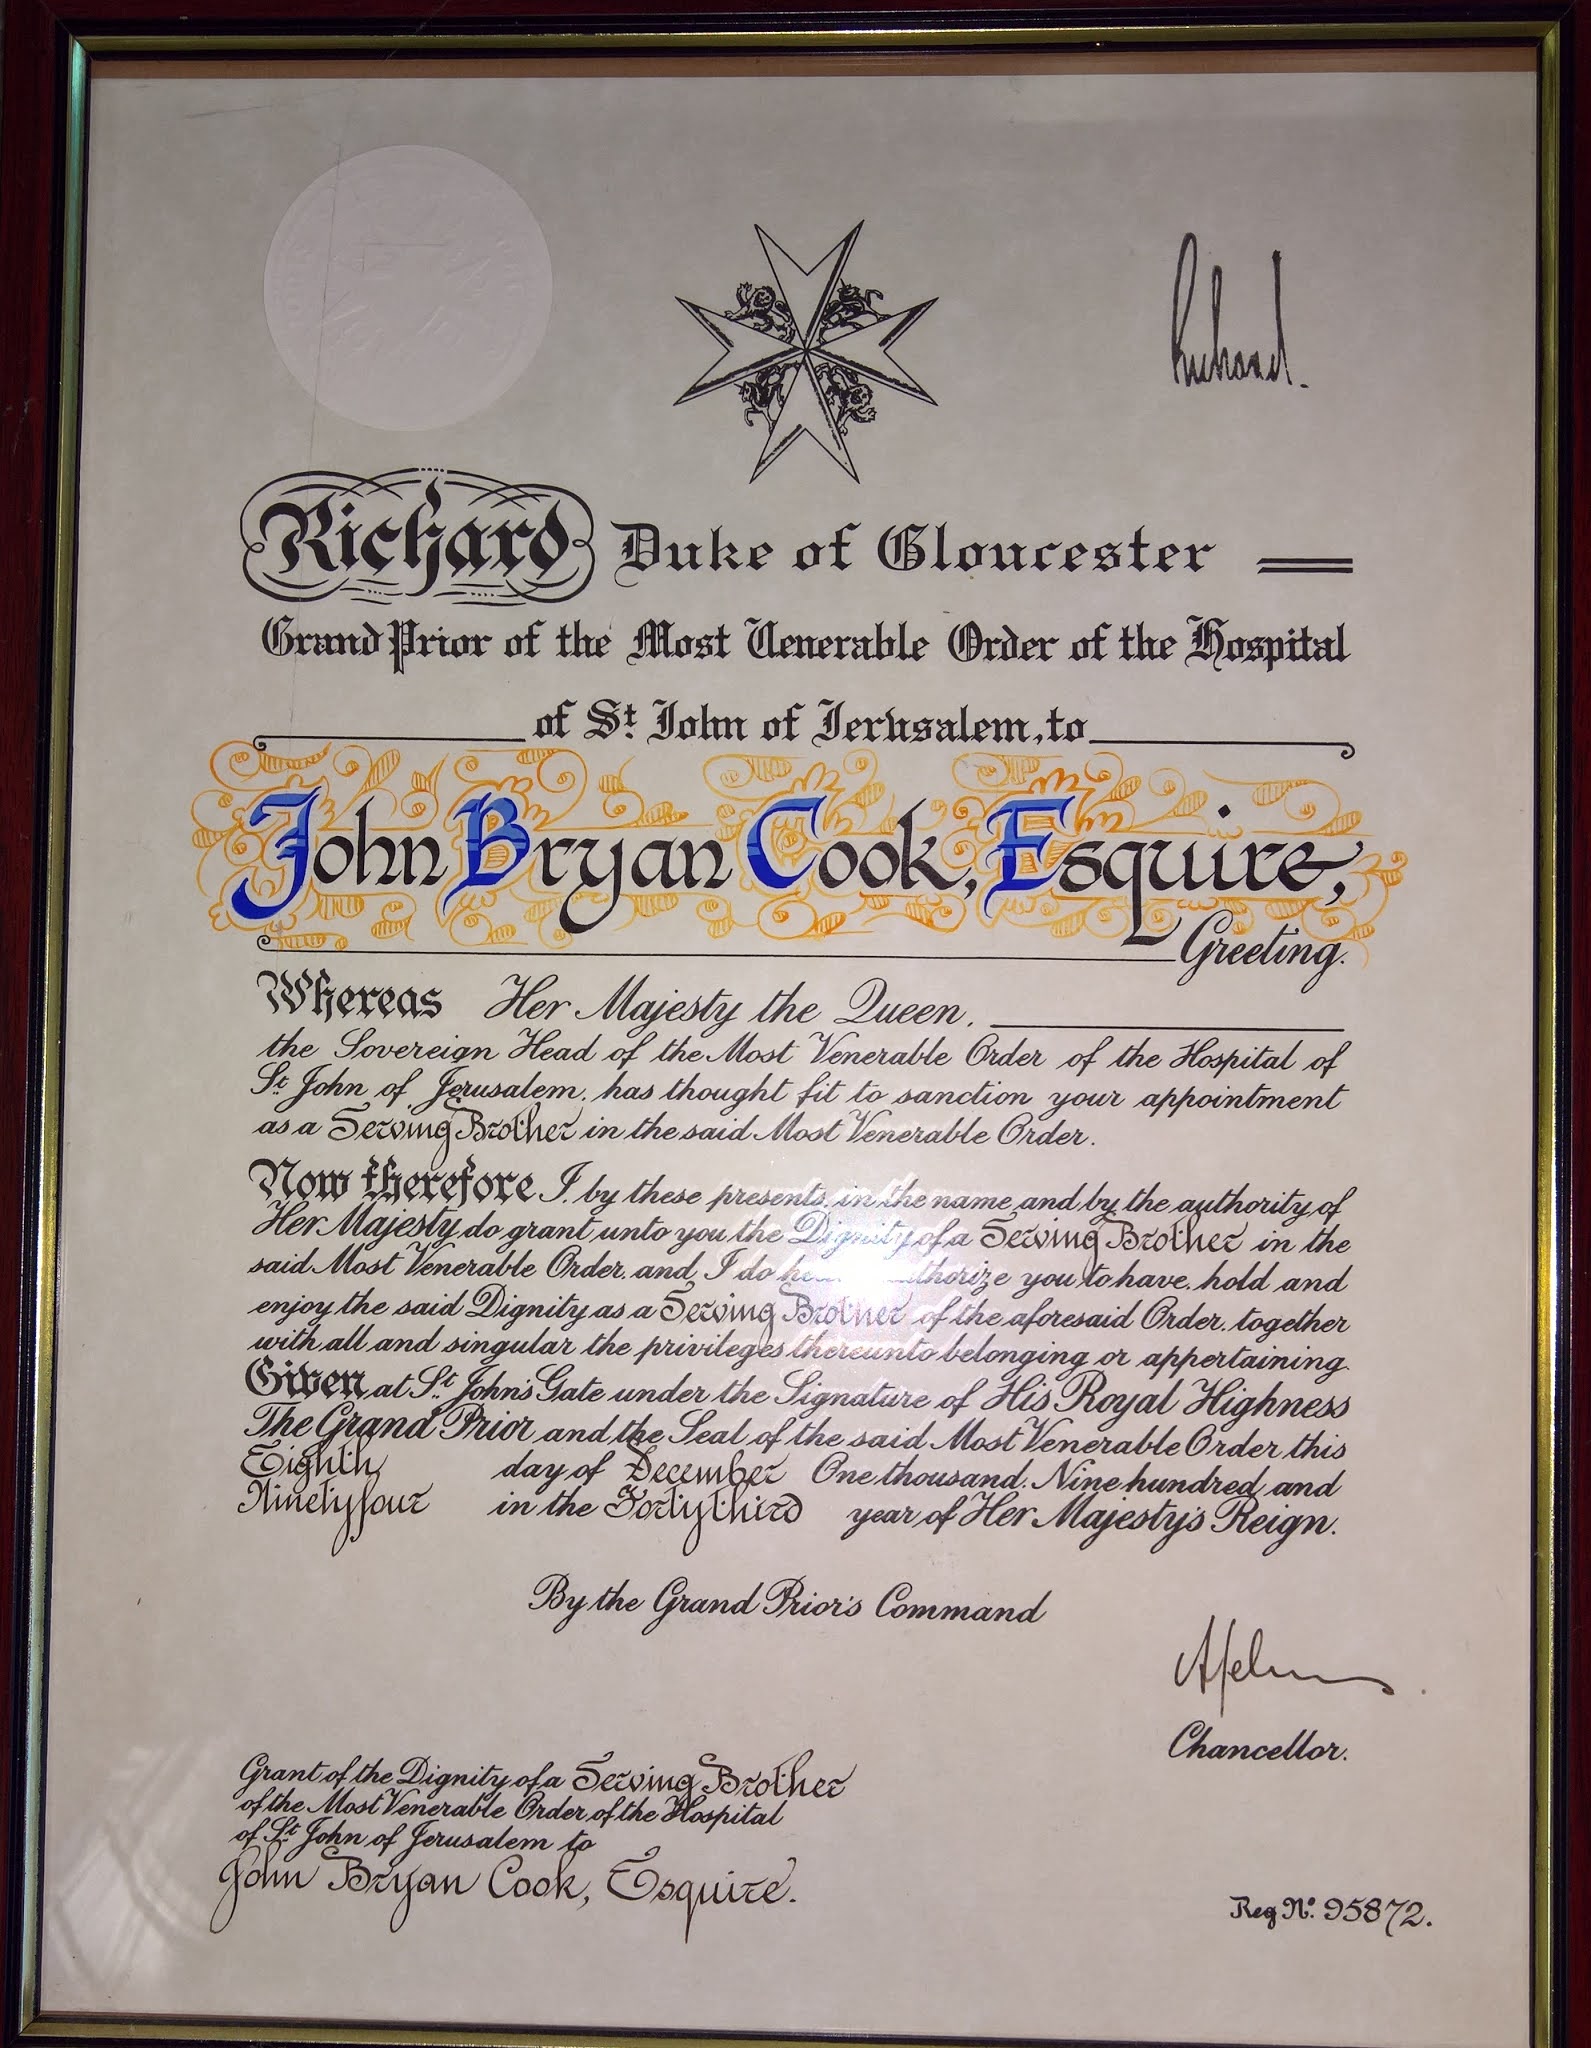 Richard.
Richard Duke of Gloucester
Grand Prior of the Most Venerable Order of the Hospital
of St. John of Jerusalem, to
John Bryan Cook, Esquire,
Greeting.
Whereas Her Majesty the Queen,
the Sovereign Head of the Most Venerable Order of the Hospital of
St. John of Jerusalem, has thought fit to sanction your appointment
as a Serving Brother in the said Most Venerable Order.
Now therefore I, by these presents, in the name and by the authority of
Her Majesty do grant unto you the Dignity of a Serving Brother in the
said Most Venerable Order, and, I do authorize you to have, hold and
enjoy the said Dignity as a Serving Brother of the aforesaid Order, together
with all and singular the privileges thereunto belonging or appertaining.
Given at St. John's Gate under the Signature of His Royal Highness
The Grand Prior and the Seal of the said Most Venerable Order this
Eighth day of December One thousand, Nine hundred and
Ninetyfour in the Fortythird year of Her Majesty's Reign.
By the Grand Prior's Command
Chancellor.
Grant of the Dignity of a Serving Brother
of the Most Venerable Order of the Hospital
of St. John of Jerusalem to
John Bryan Cook, Esquire.
Reg No. 95872.